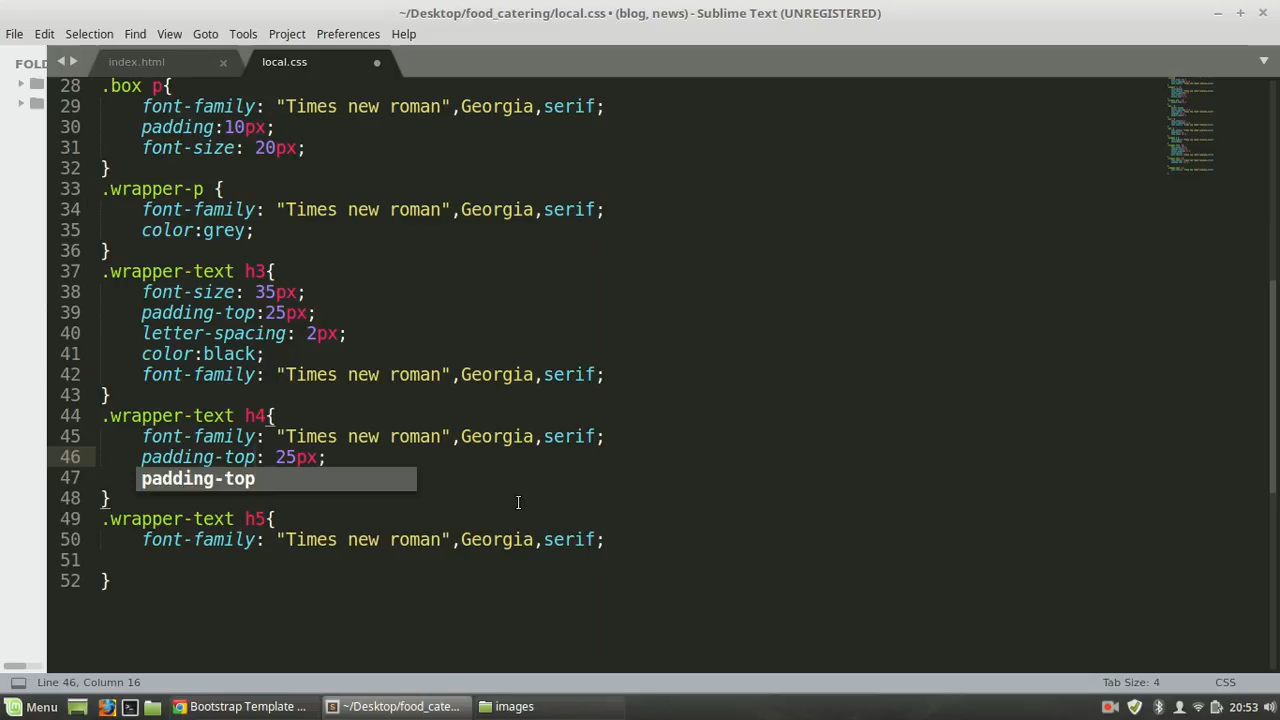 ~/Desktop/food_catering/local.css • (blog, news) - Sublime Text (UNREGISTERED)
File Edit Selection Find View Goto Tools Project Preferences Help
FOLD
index.html × local.css
28 .box p{
29 font-family: "Times new roman",Georgia,serif;
30 padding:10px;
31 font-size: 20px;
32 }
33 .wrapper-p {
34 font-family: "Times new roman",Georgia,serif;
35 color:grey;
36 }
37 .wrapper-text h3{
38 font-size: 35px;
39 padding-top:25px;
40 letter-spacing: 2px;
41 color:black;
42 font-family: "Times new roman",Georgia,serif;
43 }
44 .wrapper-text h4{
45 font-family: "Times new roman",Georgia,serif;
46 padding-top: 25px;
47 padding-top
48 }
49 .wrapper-text h5{
50 font-family: "Times new roman",Georgia,serif;
51
52 }
Line 46, Column 16 Tab Size: 4 CSS
Menu Bootstrap Template ... ~/Desktop/food_cate... images 20:53